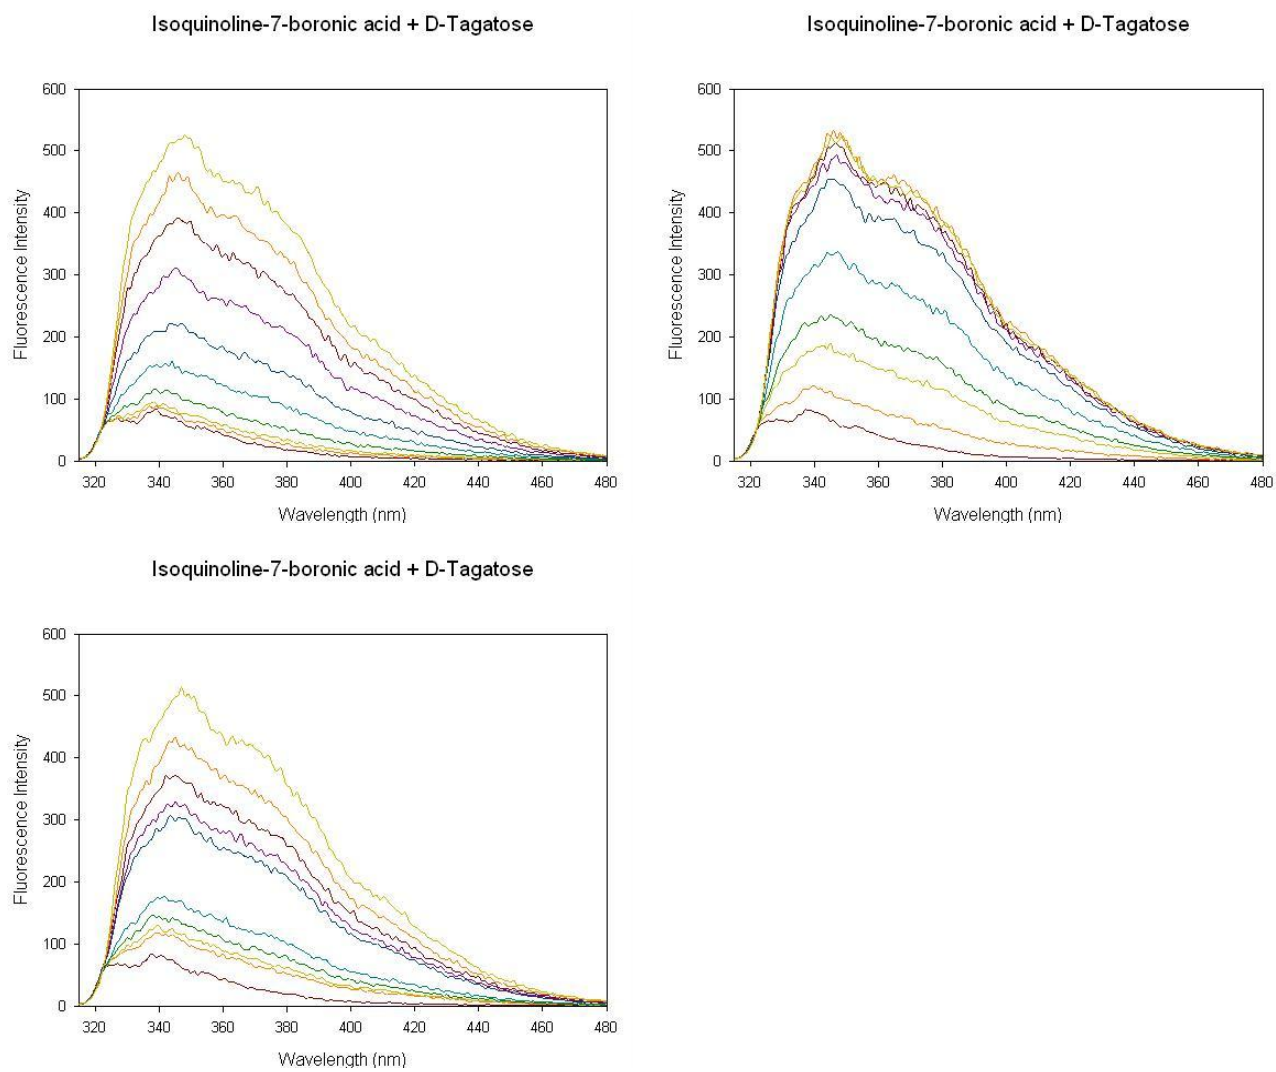 Isoquinoline-7-boronic acid + D-Tagatose
600
500
400
300
200
100
0
Fluorescence Intensity
320 340 360 380 400 420 440 460 480
Wavelength (nm)
Isoquinoline-7-boronic acid + D-Tagatose
600
500
400
300
200
100
0
Fluorescence Intensity
320 340 360 380 400 420 440 460 480
Wavelength (nm)
Isoquinoline-7-boronic acid + D-Tagatose
600
500
400
300
200
100
0
Fluorescence Intensity
320 340 360 380 400 420 440 460 480
Wavelength (nm)